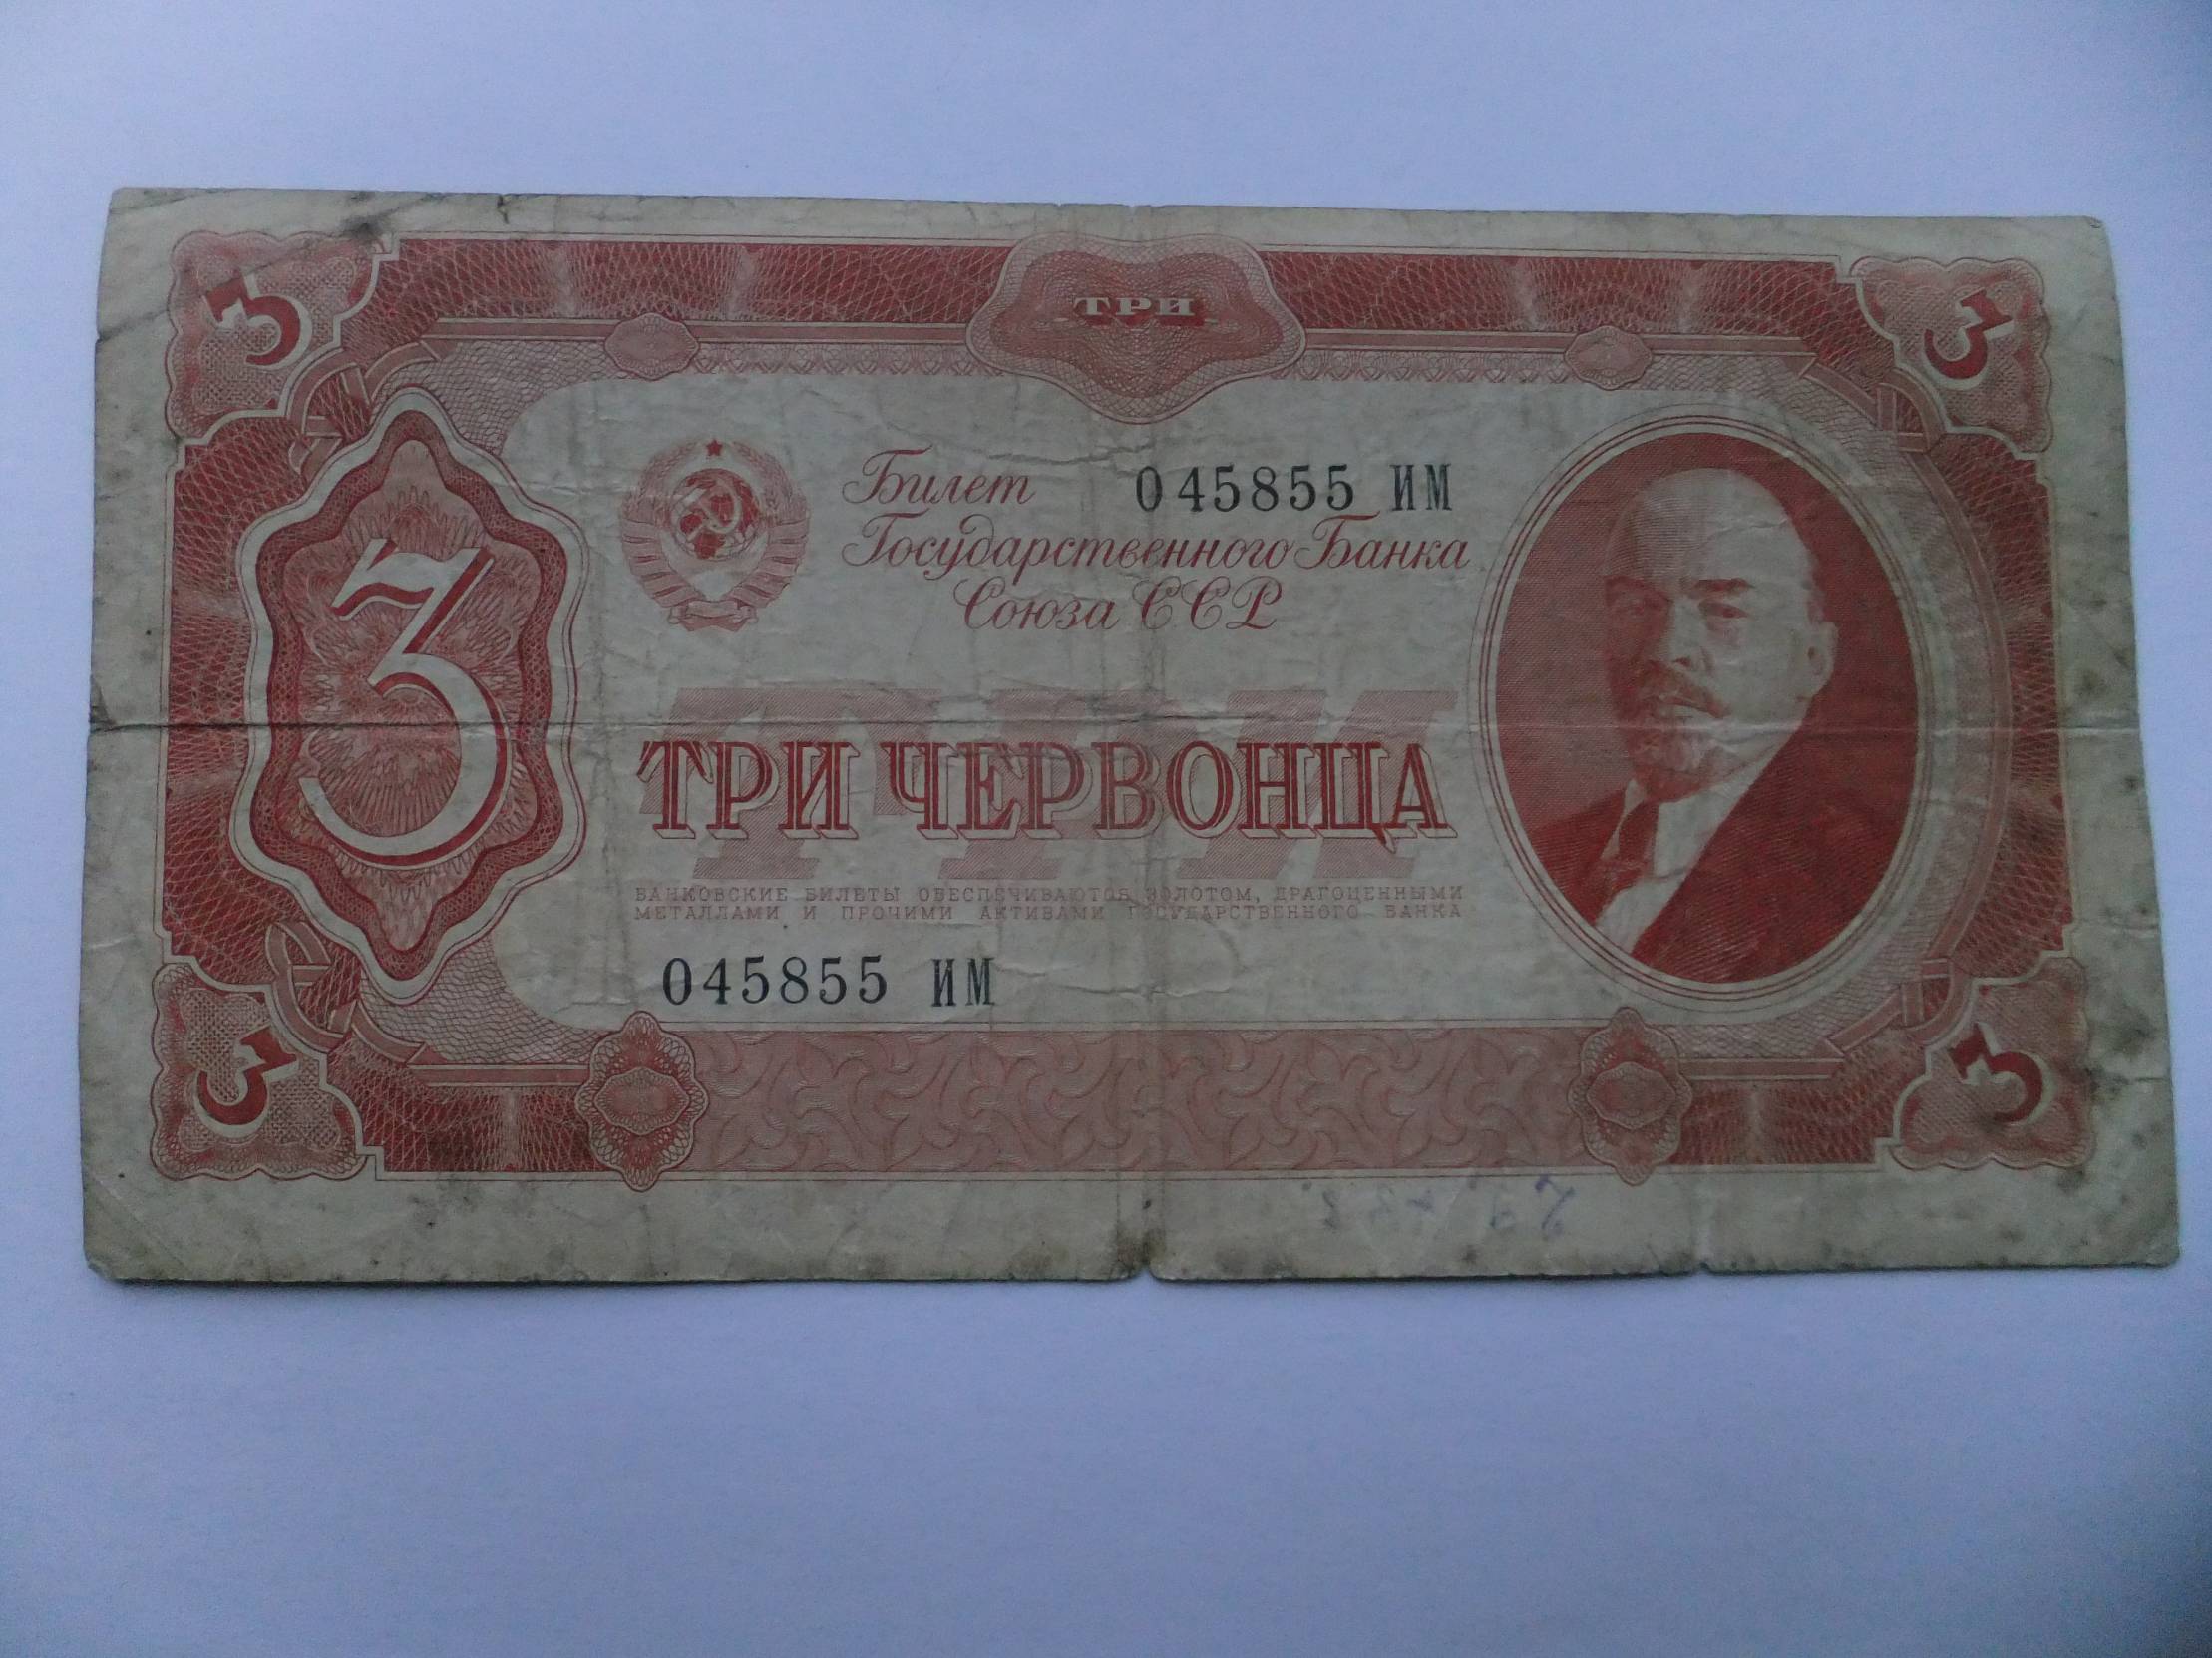 3 ТРИ 3
Билет 045855 ИМ
Государственного Банка
Союза ССР
3
ТРИ
ТРИ ЧЕРВОНЦА
БАНКОВСКИЕ БИЛЕТЫ ОБЕСПЕЧИВАЮТСЯ ЗОЛОТОМ, ДРАГОЦЕННЫМИ
МЕТАЛЛАМИ И ПРОЧИМИ АКТИВАМИ ГОСУДАРСТВЕННОГО БАНКА
045855 ИМ
3 3